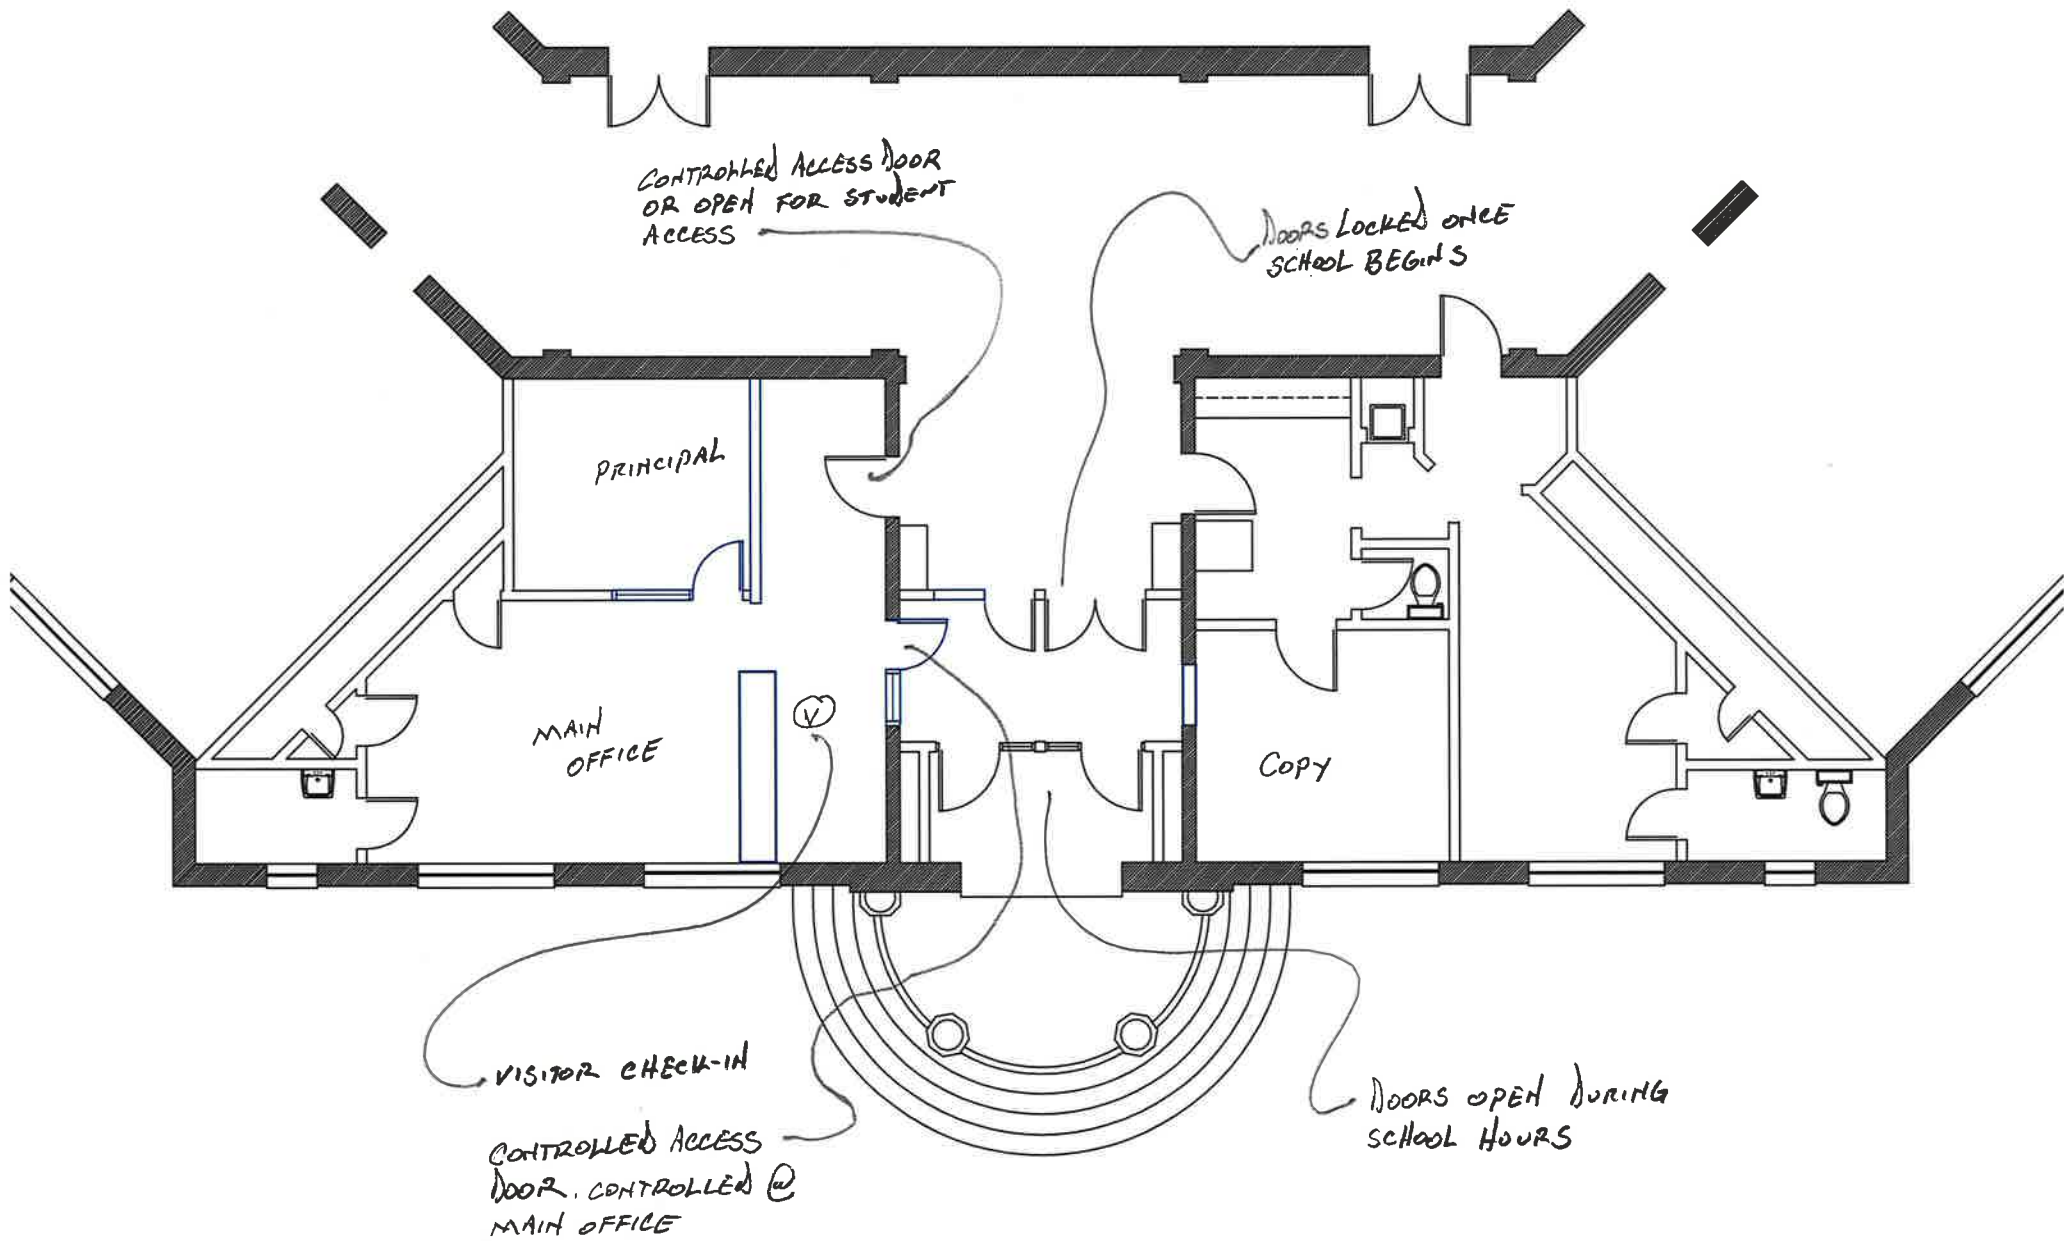 CONTROLLED ACCESS DOOR
OR OPEN FOR STUDENT
ACCESS
DOORS LOCKED ONCE
SCHOOL BEGINS
PRINCIPAL
MAIN
OFFICE
V
COPY
VISITOR CHECK-IN
CONTROLLED ACCESS
DOOR. CONTROLLED @
MAIN OFFICE
DOORS OPEN DURING
SCHOOL HOURS